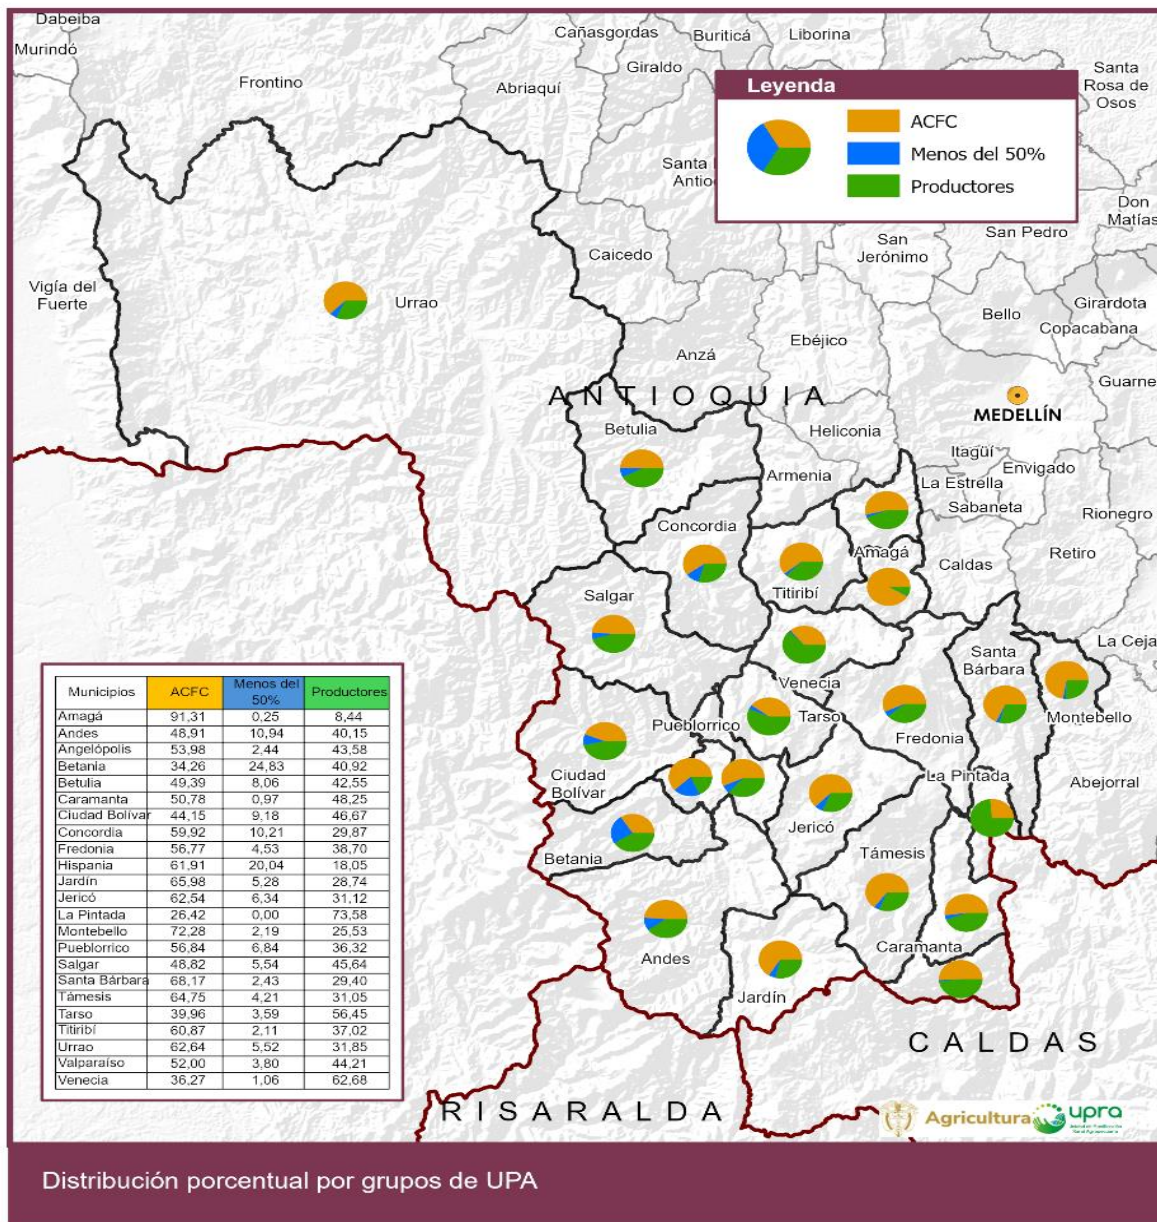 Dabeiba
Murindó
Frontino
Cañasgordas
Buriticá
Liborina
Giraldo
Abriaquí
Santa
Rosa de
Osos
Leyenda
ACFC
Menos del 50%
Productores
Santa
Antio
Don
Matías
San Pedro
San
Jerónimo
Caicedo
Vigía del
Fuerte
Urrao
Girardota
Bello
Copacabana
Ebéjico
Anzá
Guarne
ANTIOQUIA
MEDELLÍN
Betulia
Heliconia
Itagüí
Envigado
Armenia
La Estrella
Sabaneta
Rionegro
Concordia
Amagá
Caldas
Retiro
Titiribí
Salgar
La Ceja
Santa
Bárbara
Venecia
Tarso
Pueblorrico
Fredonia
Montebello
Ciudad
Bolívar
La Pintada
Abejorral
Jericó
Betania
Támesis
Andes
Caramanta
Jardín
CALDAS
RISARALDA
Municipios ACFC Menos del 50% Productores
Amagá 91,31 0,25 8,44
Andes 48,91 10,94 40,15
Angelópolis 53,98 2,44 43,58
Betania 34,26 24,83 40,92
Betulia 49,39 8,06 42,55
Caramanta 50,78 0,97 48,25
Ciudad Bolívar 44,15 9,18 46,67
Concordia 59,92 10,21 29,87
Fredonia 56,77 4,53 38,70
Hispania 61,91 20,04 18,05
Jardín 65,98 5,28 28,74
Jericó 62,54 6,34 31,12
La Pintada 26,42 0,00 73,58
Montebello 72,28 2,19 25,53
Pueblorrico 56,84 6,84 36,32
Salgar 48,82 5,54 45,64
Santa Bárbara 68,17 2,43 29,40
Támesis 64,75 4,21 31,05
Tarso 39,96 3,59 56,45
Titiribí 60,87 2,11 37,02
Urrao 62,64 5,52 31,85
Valparaíso 52,00 3,80 44,21
Venecia 36,27 1,06 62,68
Agricultura
upra
Distribución porcentual por grupos de UPA